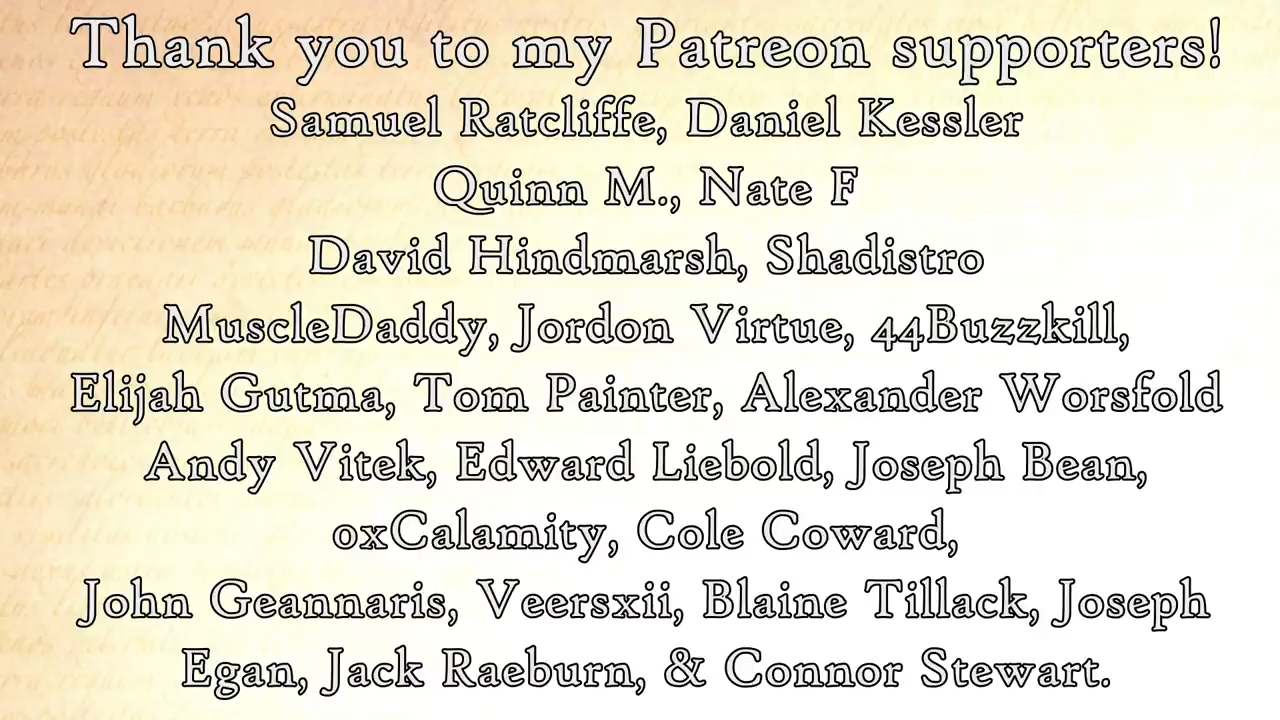 Thank you to my Patreon supporters!
Samuel Ratcliffe, Daniel Kessler
Quinn M., Nate F
David Hindmarsh, Shadistro
MuscleDaddy, Jordon Virtue, 44Buzzkill,
Elijah Gutma, Tom Painter, Alexander Worsfold
Andy Vitek, Edward Liebold, Joseph Bean,
0xCalamity, Cole Coward,
John Geannaris, Veersxii, Blaine Tillack, Joseph
Egan, Jack Raeburn, & Connor Stewart.